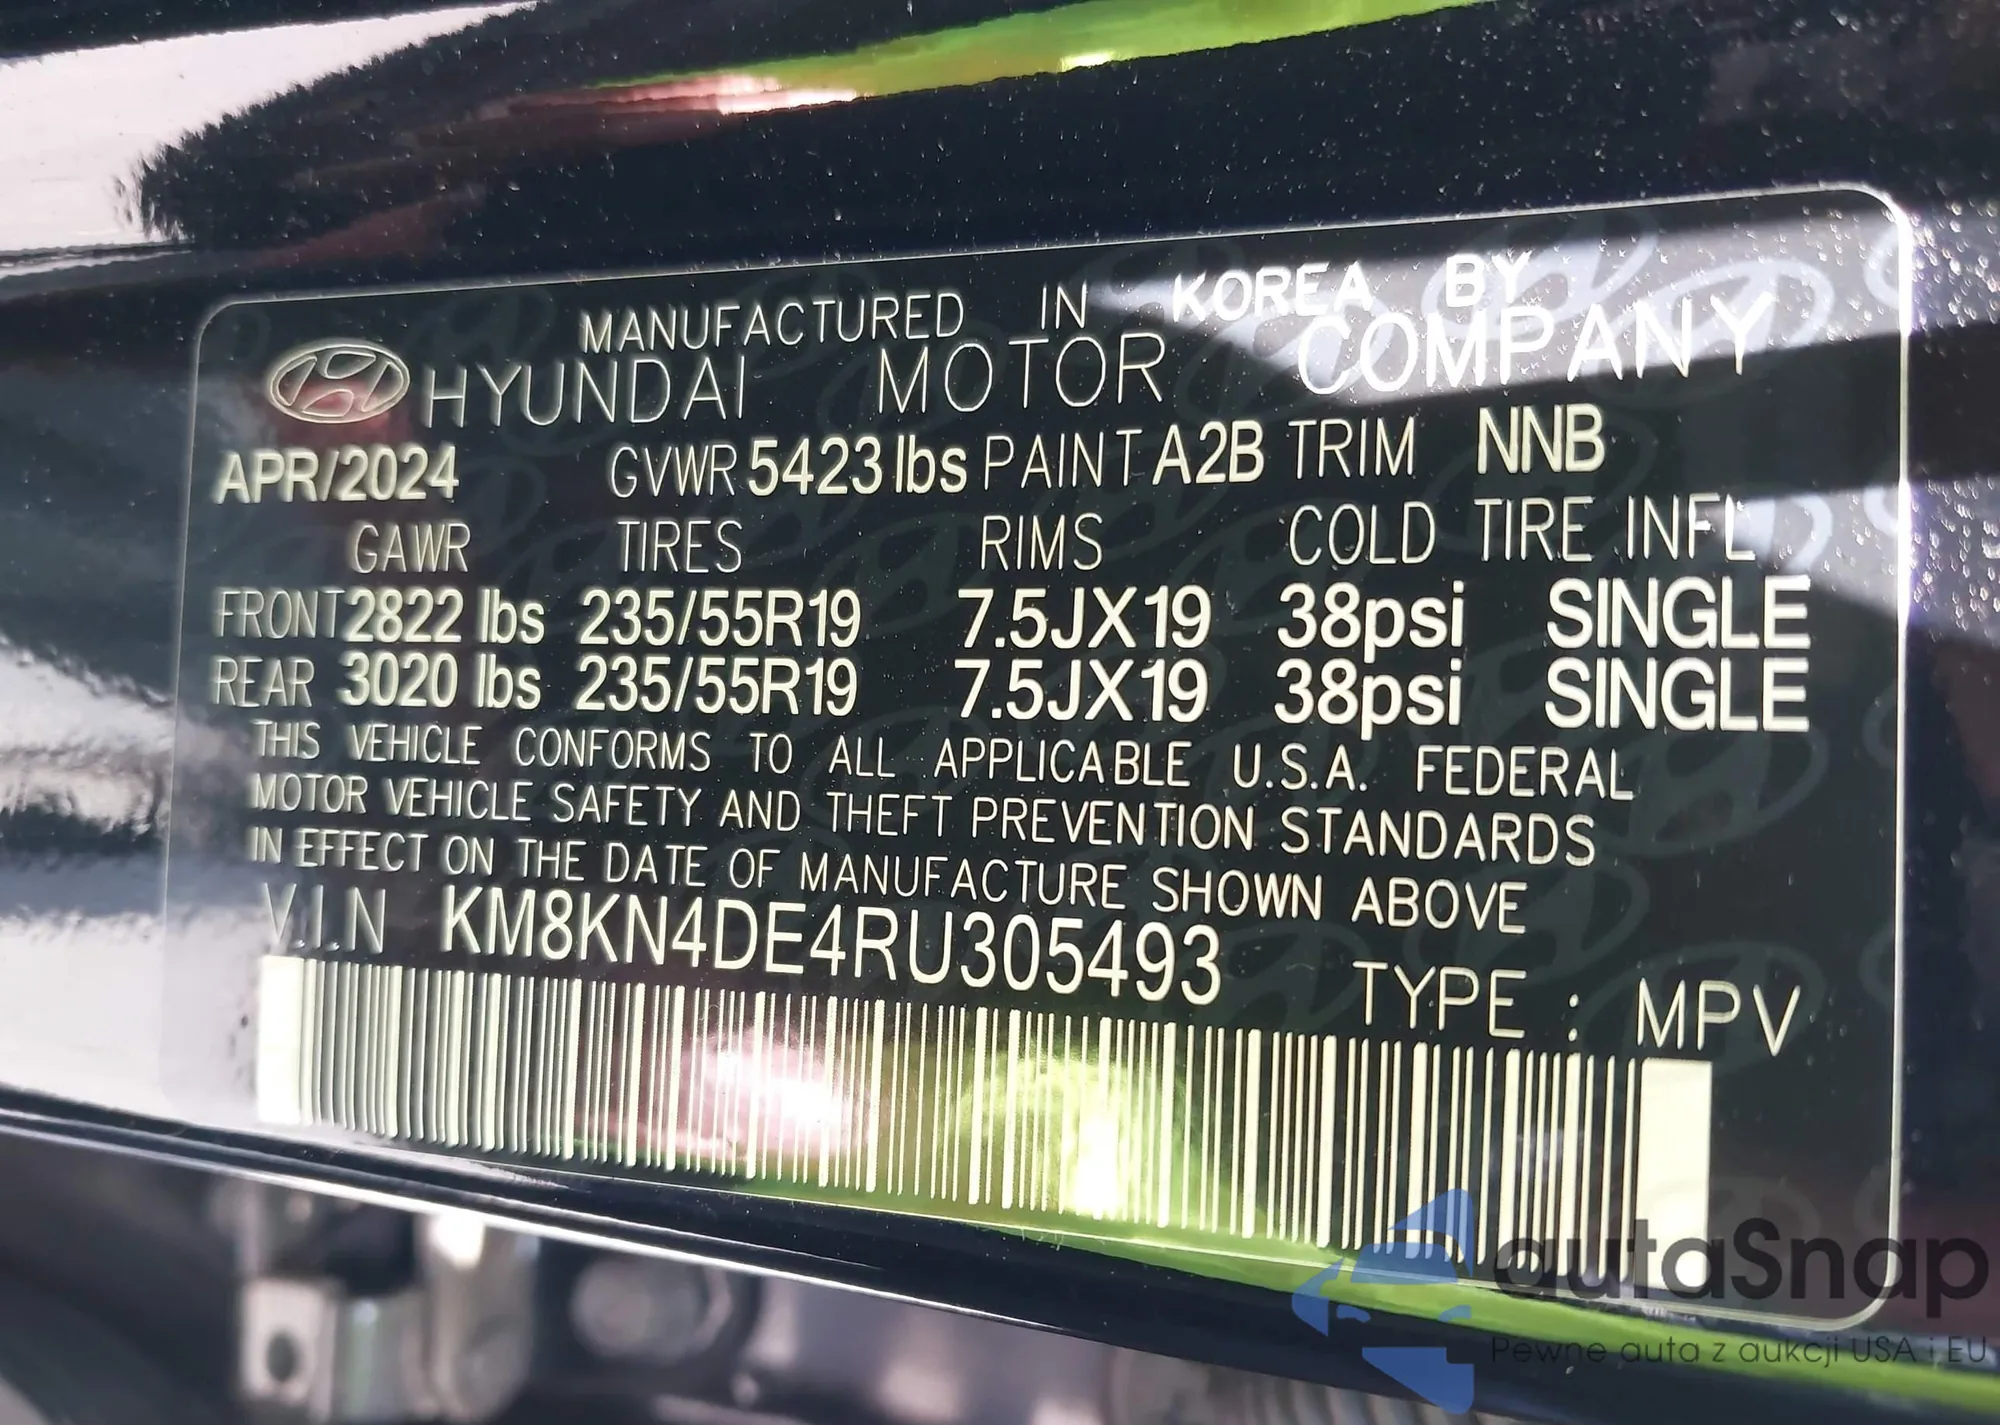 MANUFACTURED IN KOREA BY
HYUNDAI MOTOR COMPANY
APR/2024 GVWR 5423 lbs PAINT A2B TRIM NNB
GAWR TIRES RIMS COLD TIRE INFL
FRONT 2822 lbs 235/55R19 7.5JX19 38psi SINGLE
REAR 3020 lbs 235/55R19 7.5JX19 38psi SINGLE
THIS VEHICLE CONFORMS TO ALL APPLICABLE U.S.A. FEDERAL
MOTOR VEHICLE SAFETY AND THEFT PREVENTION STANDARDS
IN EFFECT ON THE DATE OF MANUFACTURE SHOWN ABOVE
V.I.N KM8KN4DE4RU305493
TYPE : MPV
autaSnap
Pewne auta z aukcji USA i EU